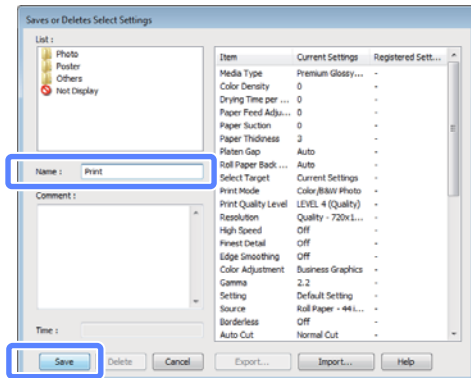 Saves or Deletes Select Settings
List :
Photo
Poster
Others
Not Display
Name : Print
Comment :
Time :
Item Current Settings Registered Sett...
Media Type Premium Glossy... -
Color Density 0 -
Drying Time per ... 0 -
Paper Feed Adju... 0 -
Paper Suction 0 -
Paper Thickness 3 -
Platen Gap Auto -
Roll Paper Back ... Auto -
Select Target Current Settings -
Print Mode Color/B&W Photo -
Print Quality Level LEVEL 4 (Quality) -
Resolution Quality - 720x1... -
High Speed Off -
Finest Detail Off -
Edge Smoothing Off -
Color Adjustment Business Graphics -
Gamma 2.2 -
Setting Default Setting -
Source Roll Paper - 44 i... -
Borderless Off -
Auto Cut Normal Cut -
Save Delete Cancel Export... Import... Help